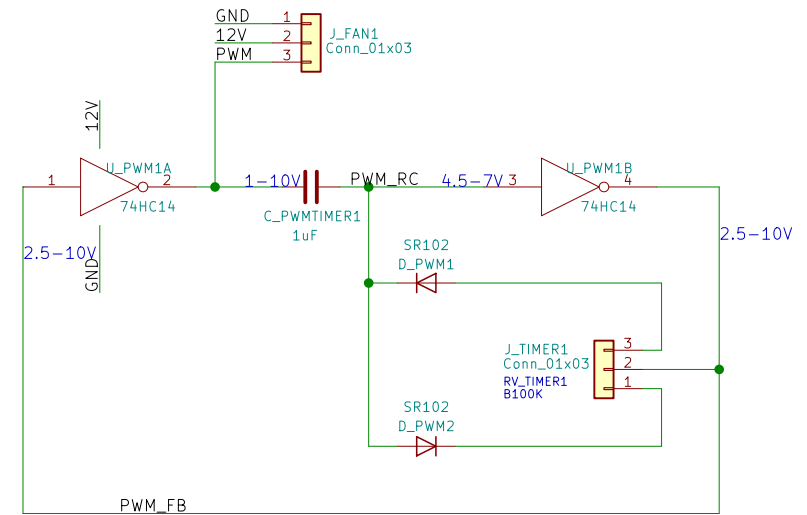 GND
1
12V
2
J_FAN1
Conn_01x03
PWM
3
12V
1
U_PWM1A
2
74HC14
1-10V
PWM_RC
4.5-7V
3
U_PWM1B
4
74HC14
C_PWMTIMER1
1uF
2.5-10V
GND
2.5-10V
SR102
D_PWM1
J_TIMER1
Conn_01x03
RV_TIMER1
B100K
3
2
1
SR102
D_PWM2
PWM_FB